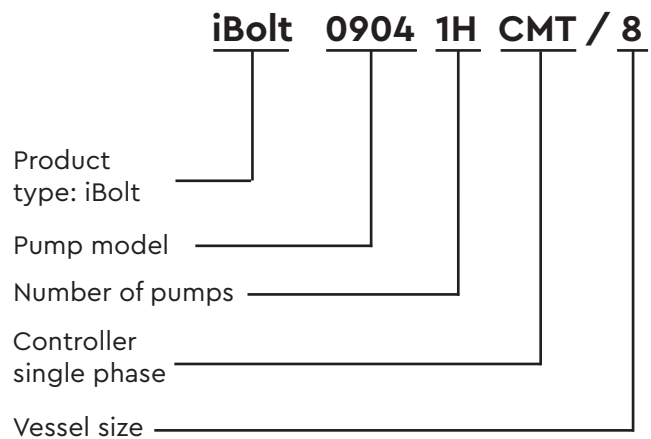 iBolt 0904 1H CMT / 8
Product
type: iBolt
Pump model
Number of pumps
Controller
single phase
Vessel size